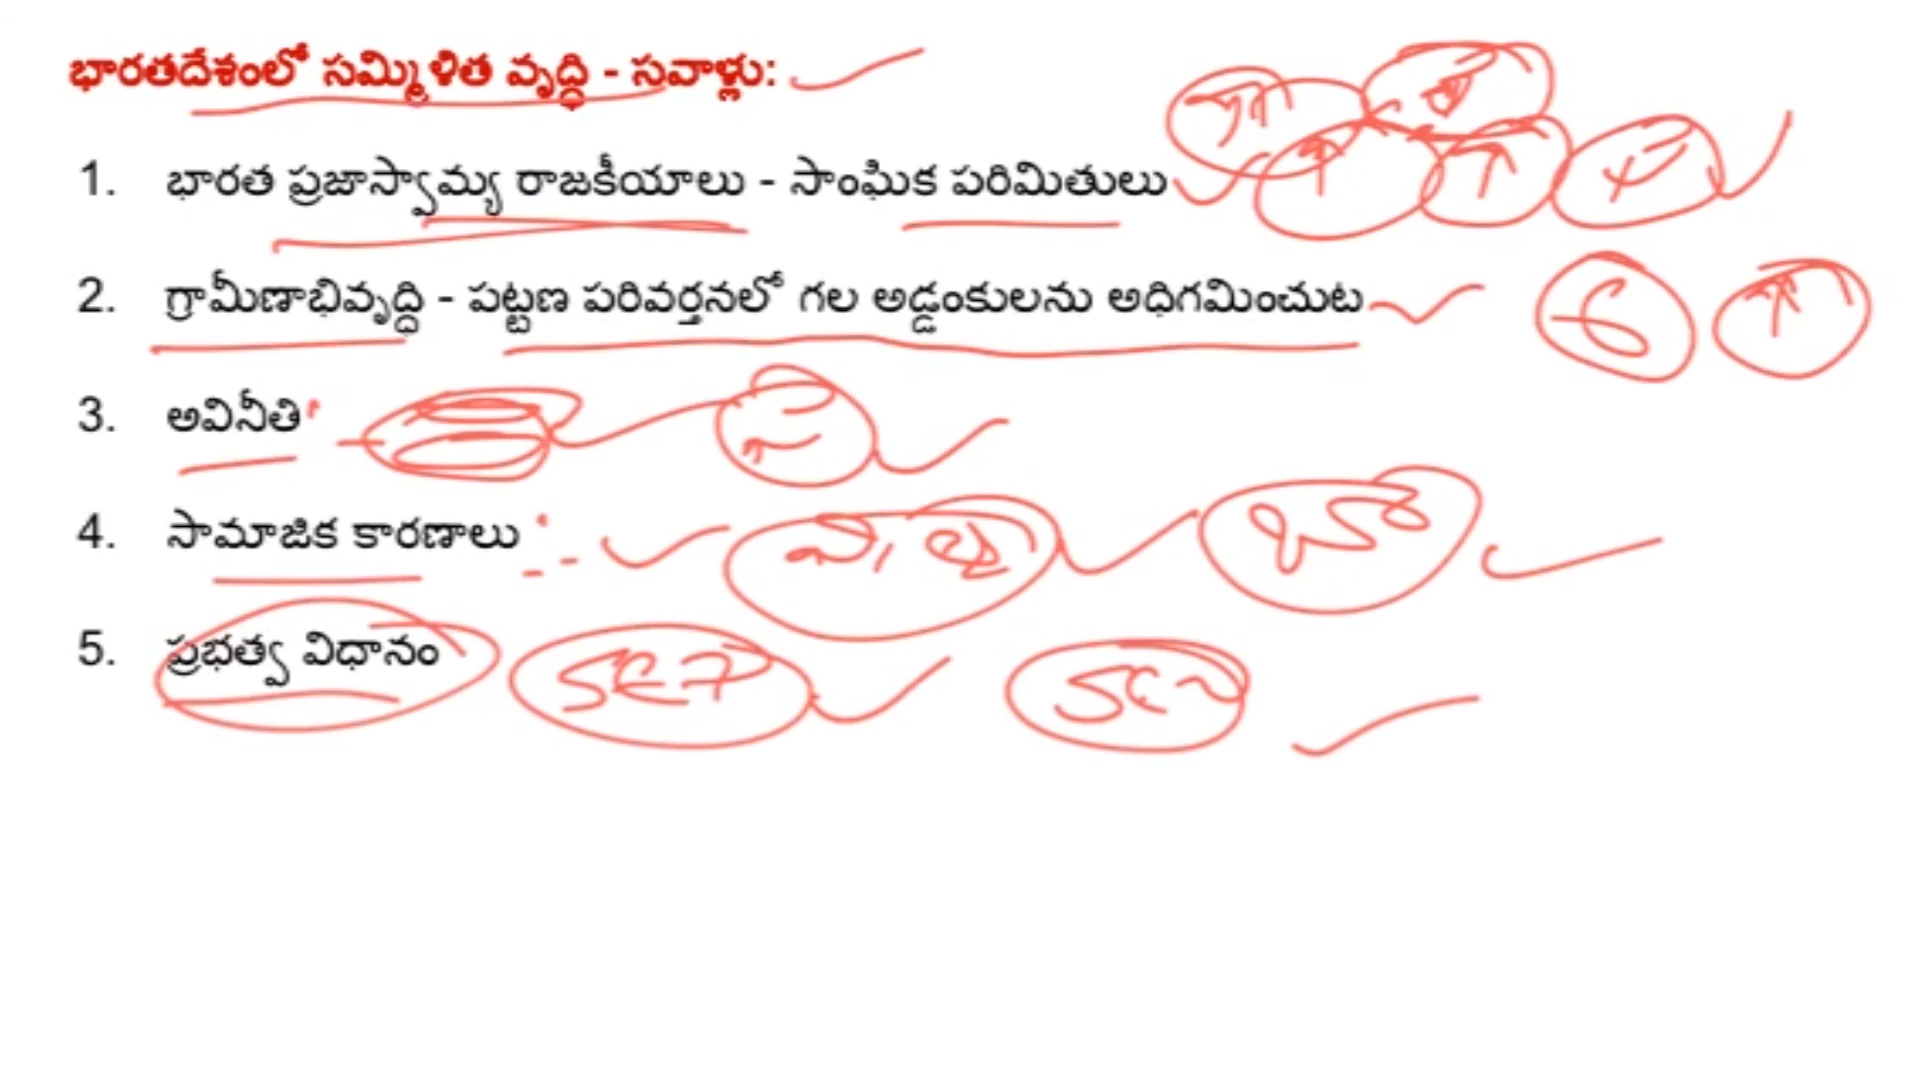 భారతదేశంలో సమ్మిళిత వృద్ధి - సవాళ్లు:
1. భారత ప్రజాస్వామ్య రాజకీయాలు - సాంఘిక పరిమితులు
2. గ్రామీణాభివృద్ధి - పట్టణ పరివర్తనలో గల అడ్డంకులను అధిగమించుట
3. అవినీతి
4. సామాజిక కారణాలు
5. ప్రభత్వ విధానం